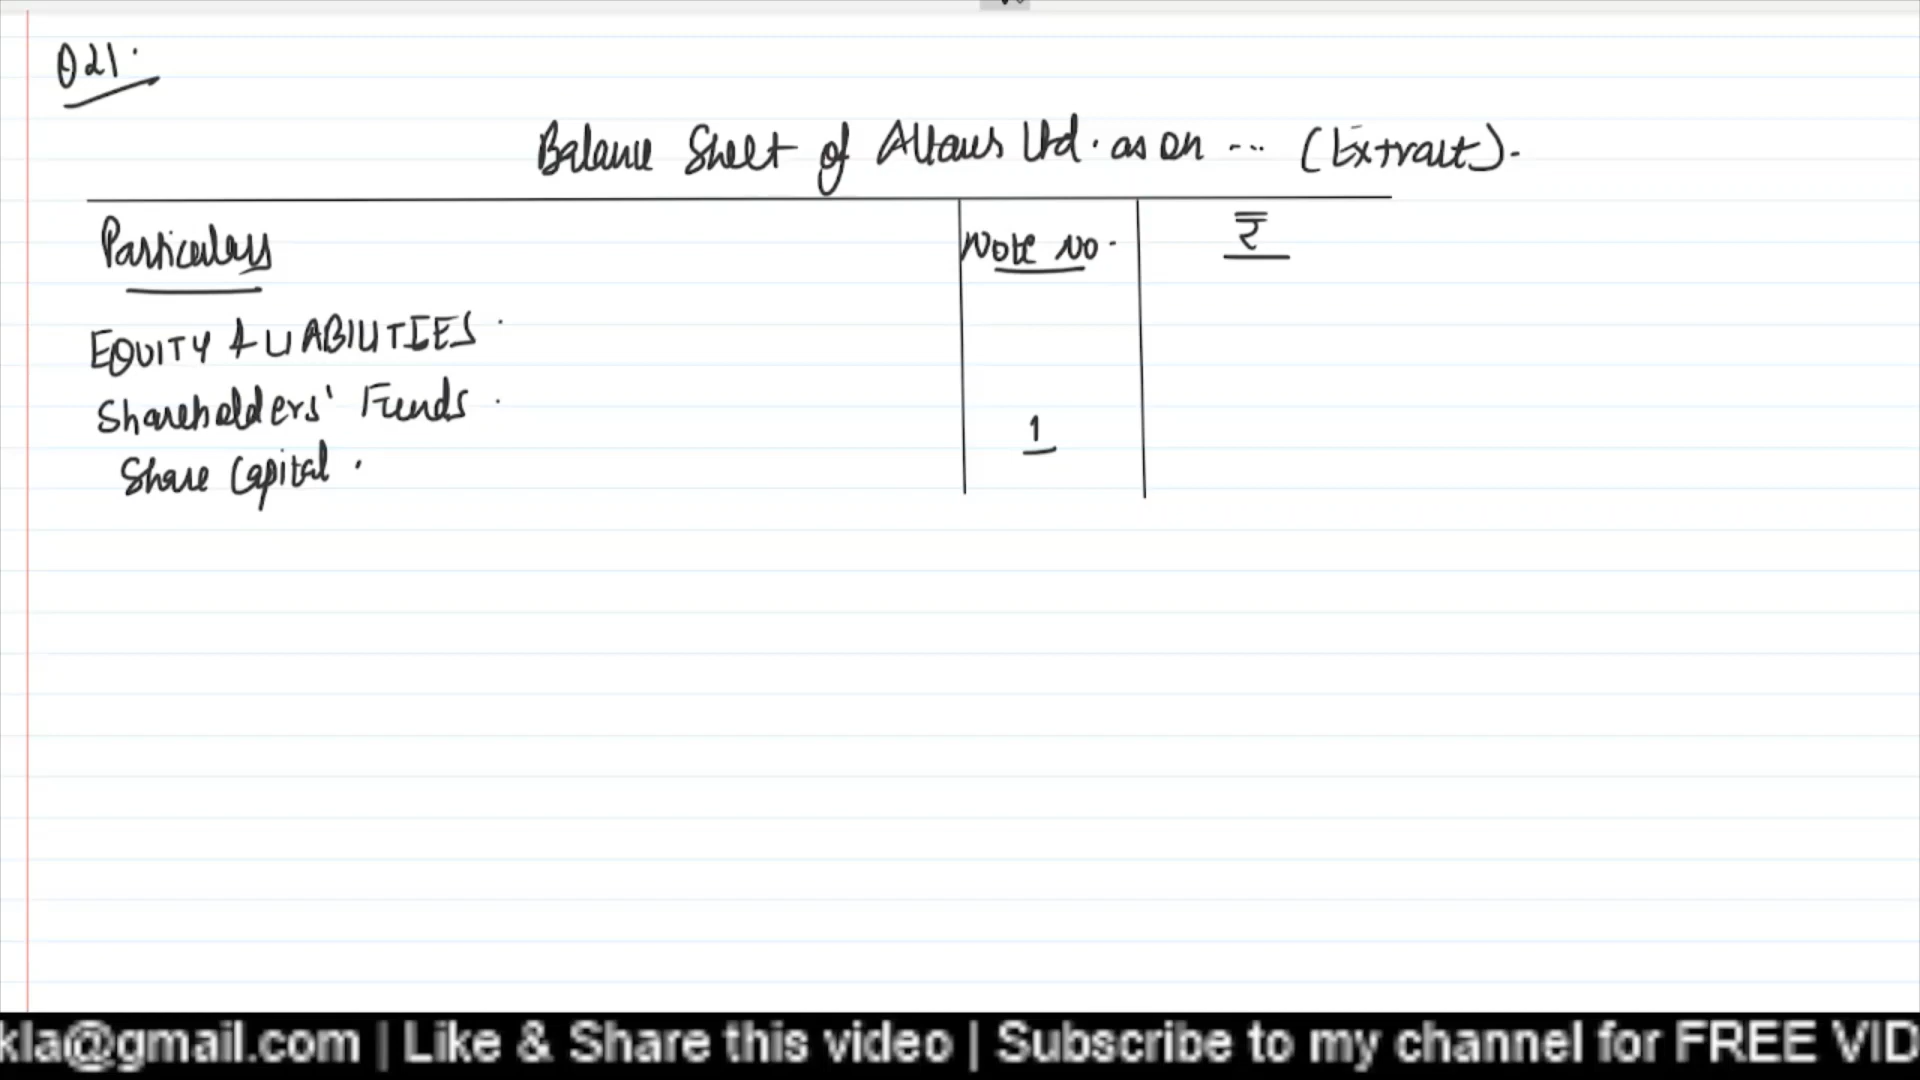 Q21.
Balance Sheet of Altaus Ltd. as on ... (Extract).
Particulars Note No. ₹
EQUITY & LIABILITIES.
Shareholders' Funds.
Share Capital. 1
kla@gmail.com | Like & Share this video | Subscribe to my channel for FREE VID